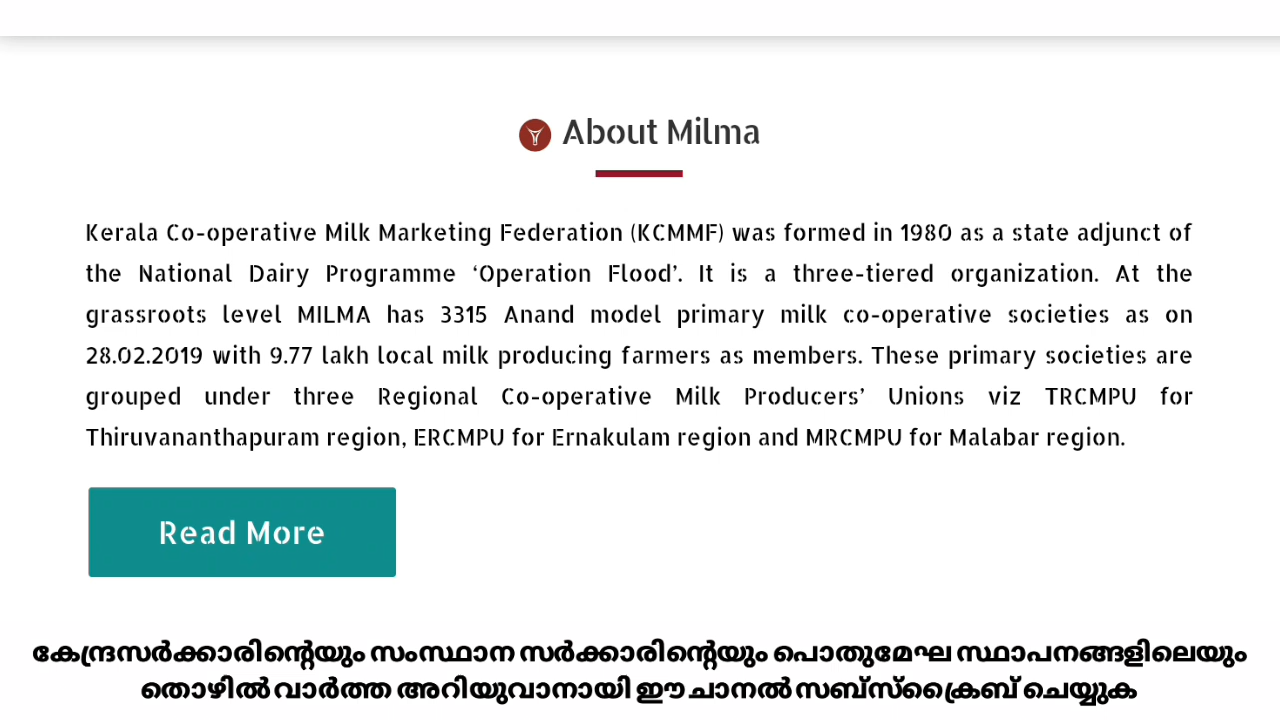 About Milma
Kerala Co-operative Milk Marketing Federation (KCMMF) was formed in 1980 as a state adjunct of
the National Dairy Programme ‘Operation Flood’. It is a three-tiered organization. At the
grassroots level MILMA has 3315 Anand model primary milk co-operative societies as on
28.02.2019 with 9.77 lakh local milk producing farmers as members. These primary societies are
grouped under three Regional Co-operative Milk Producers’ Unions viz TRCMPU for
Thiruvananthapuram region, ERCMPU for Ernakulam region and MRCMPU for Malabar region.
Read More
കേന്ദ്രസർക്കാരിന്റെയും സംസ്ഥാന സർക്കാരിന്റെയും പൊതുമേഘ സ്ഥാപനങ്ങളിലെയും
തൊഴിൽ വാർത്ത അറിയുവാനായി ഈ ചാനൽ സബ്സ്ക്രൈബ് ചെയ്യുക